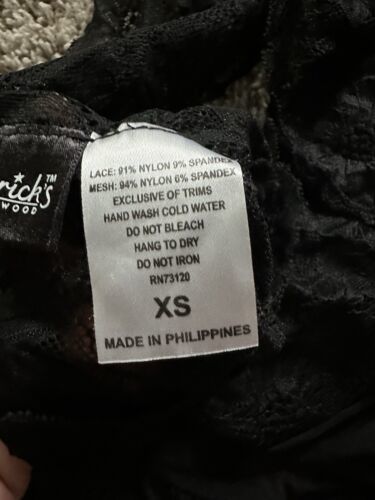 rick's™
WOOD
LACE: 91% NYLON 9% SPANDEX
MESH: 94% NYLON 6% SPANDEX
EXCLUSIVE OF TRIMS
HAND WASH COLD WATER
DO NOT BLEACH
HANG TO DRY
DO NOT IRON
RN73120
XS
MADE IN PHILIPPINES